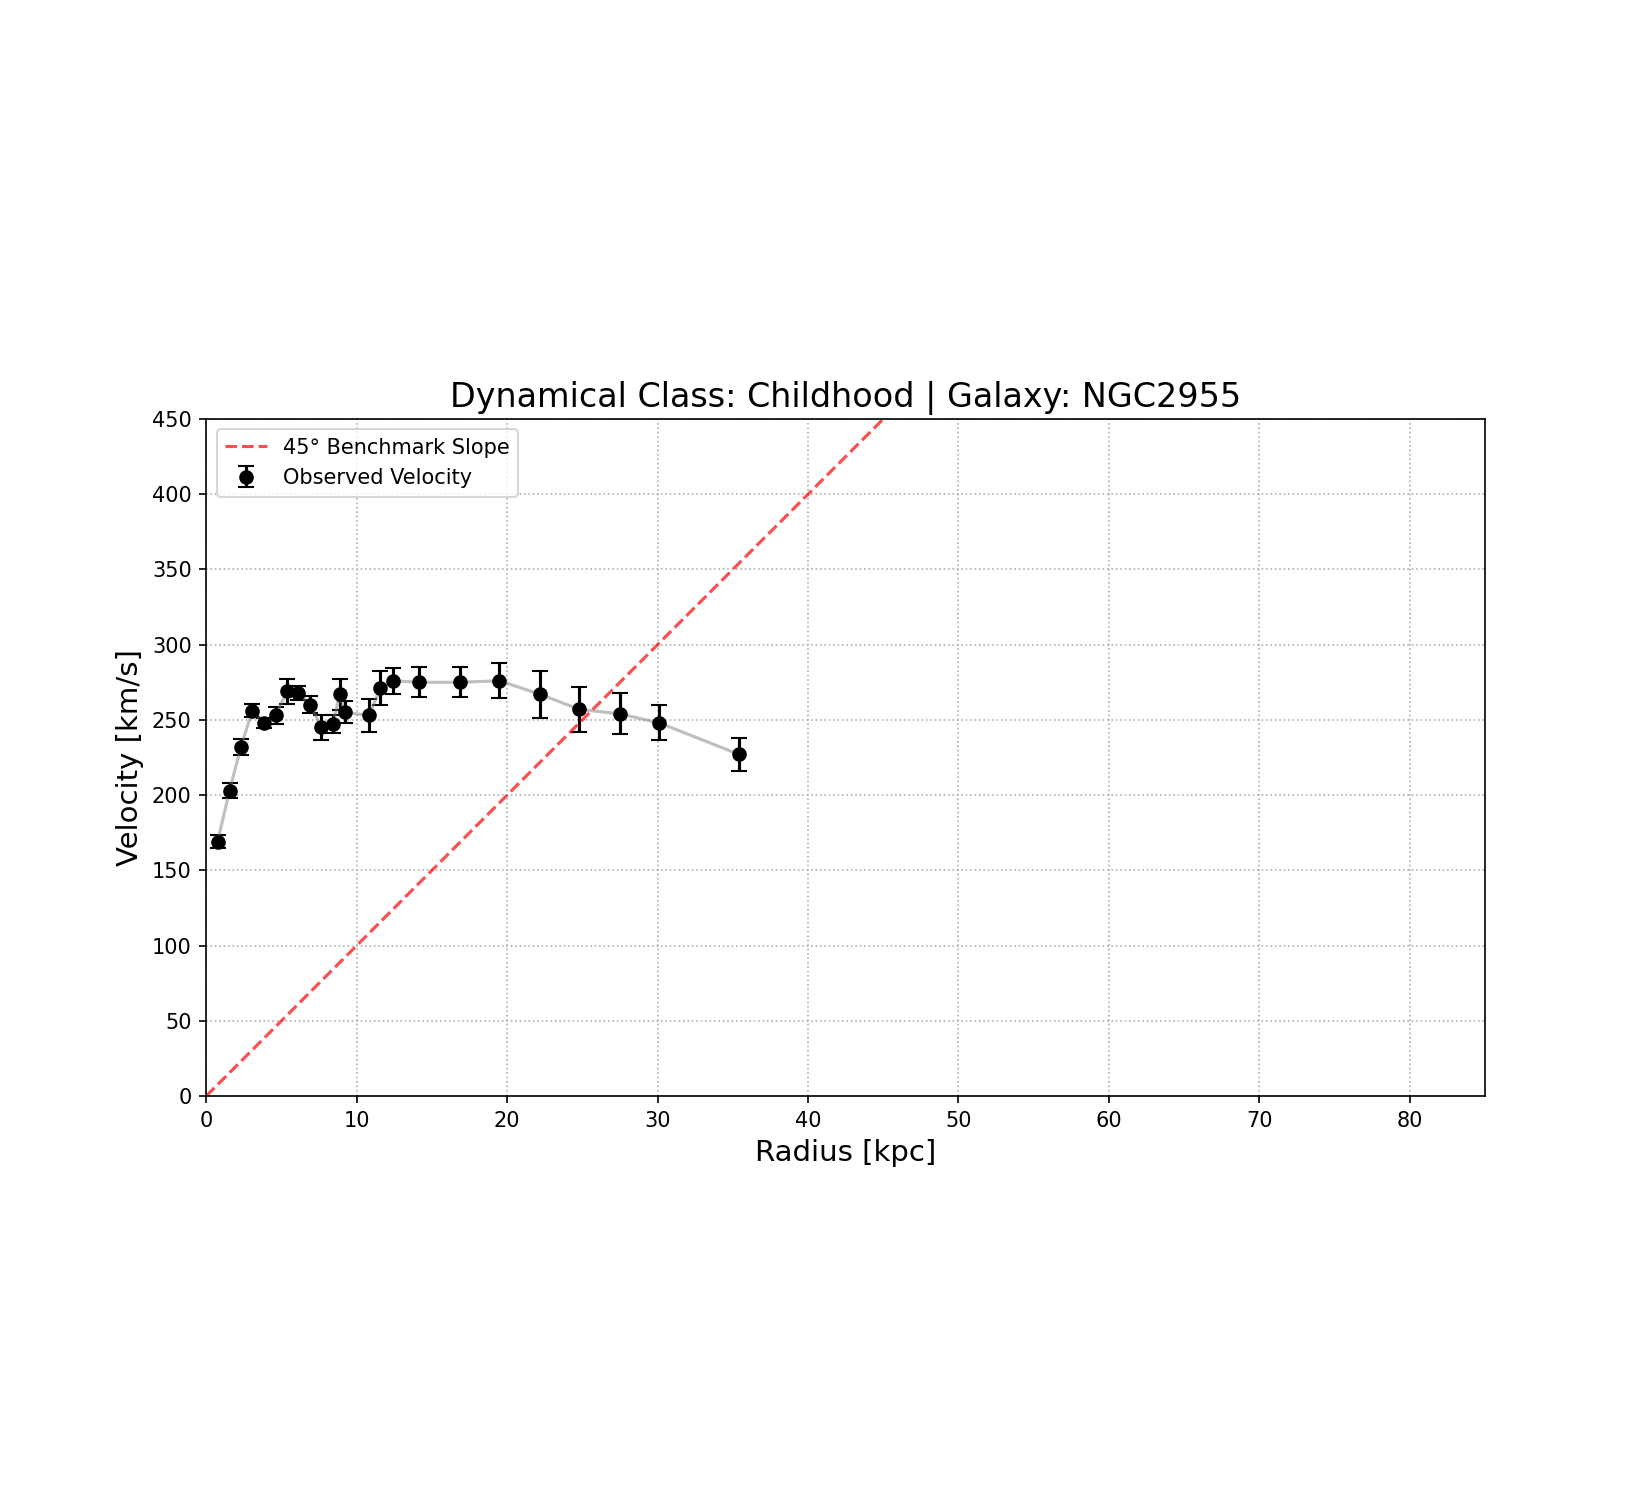 Dynamical Class: Childhood | Galaxy: NGC2955
45° Benchmark Slope
Observed Velocity
450
400
350
300
250
200
150
100
50
0
Velocity [km/s]
0 10 20 30 40 50 60 70 80
Radius [kpc]